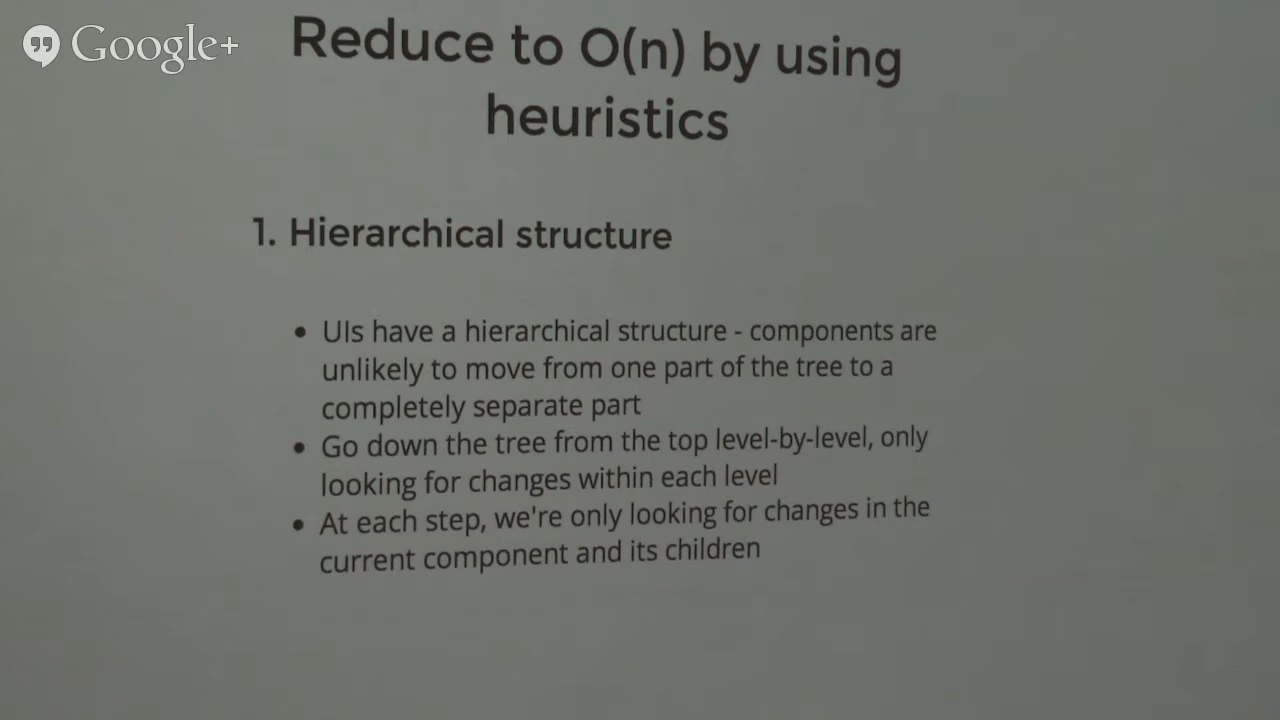 Google+
Reduce to O(n) by using
heuristics
1. Hierarchical structure
• UIs have a hierarchical structure - components are
unlikely to move from one part of the tree to a
completely separate part
• Go down the tree from the top level-by-level, only
looking for changes within each level
• At each step, we're only looking for changes in the
current component and its children